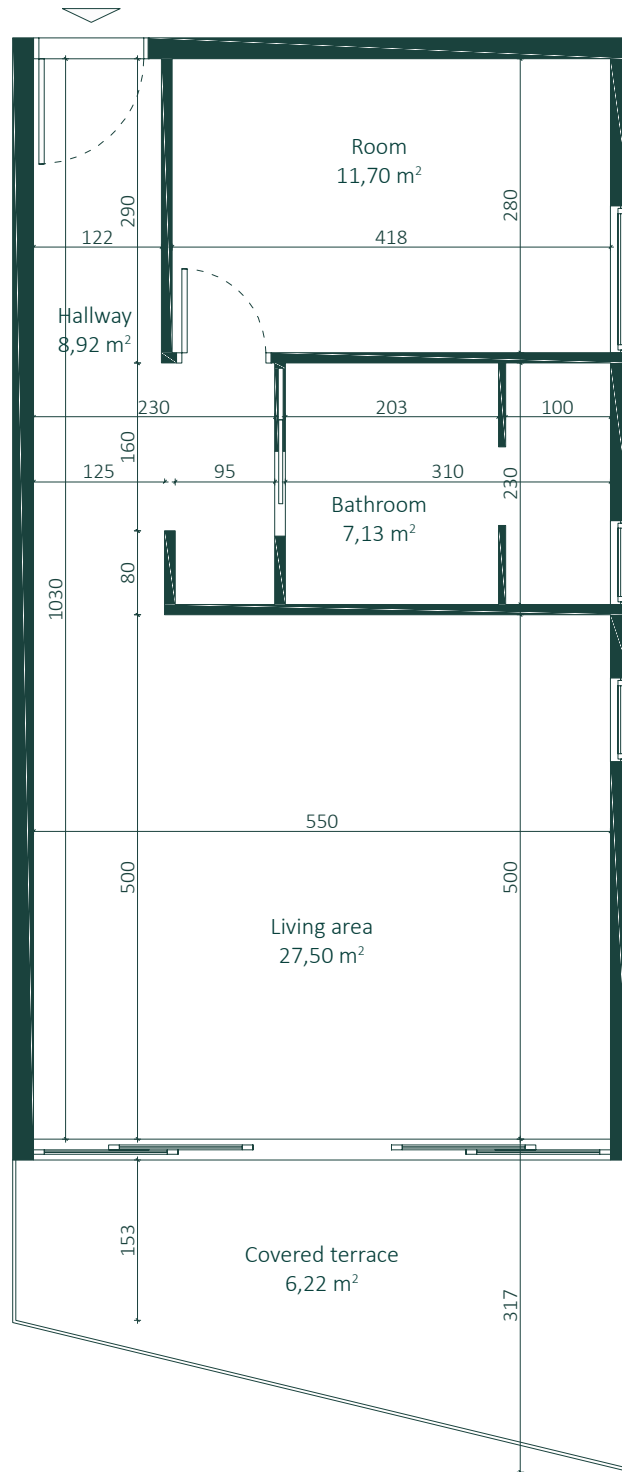 Room
11,70 m²
290
280
122
418
Hallway
8,92 m²
230
203
100
160
125
95
310
230
Bathroom
7,13 m²
80
1030
550
500
500
Living area
27,50 m²
153
Covered terrace
6,22 m²
317